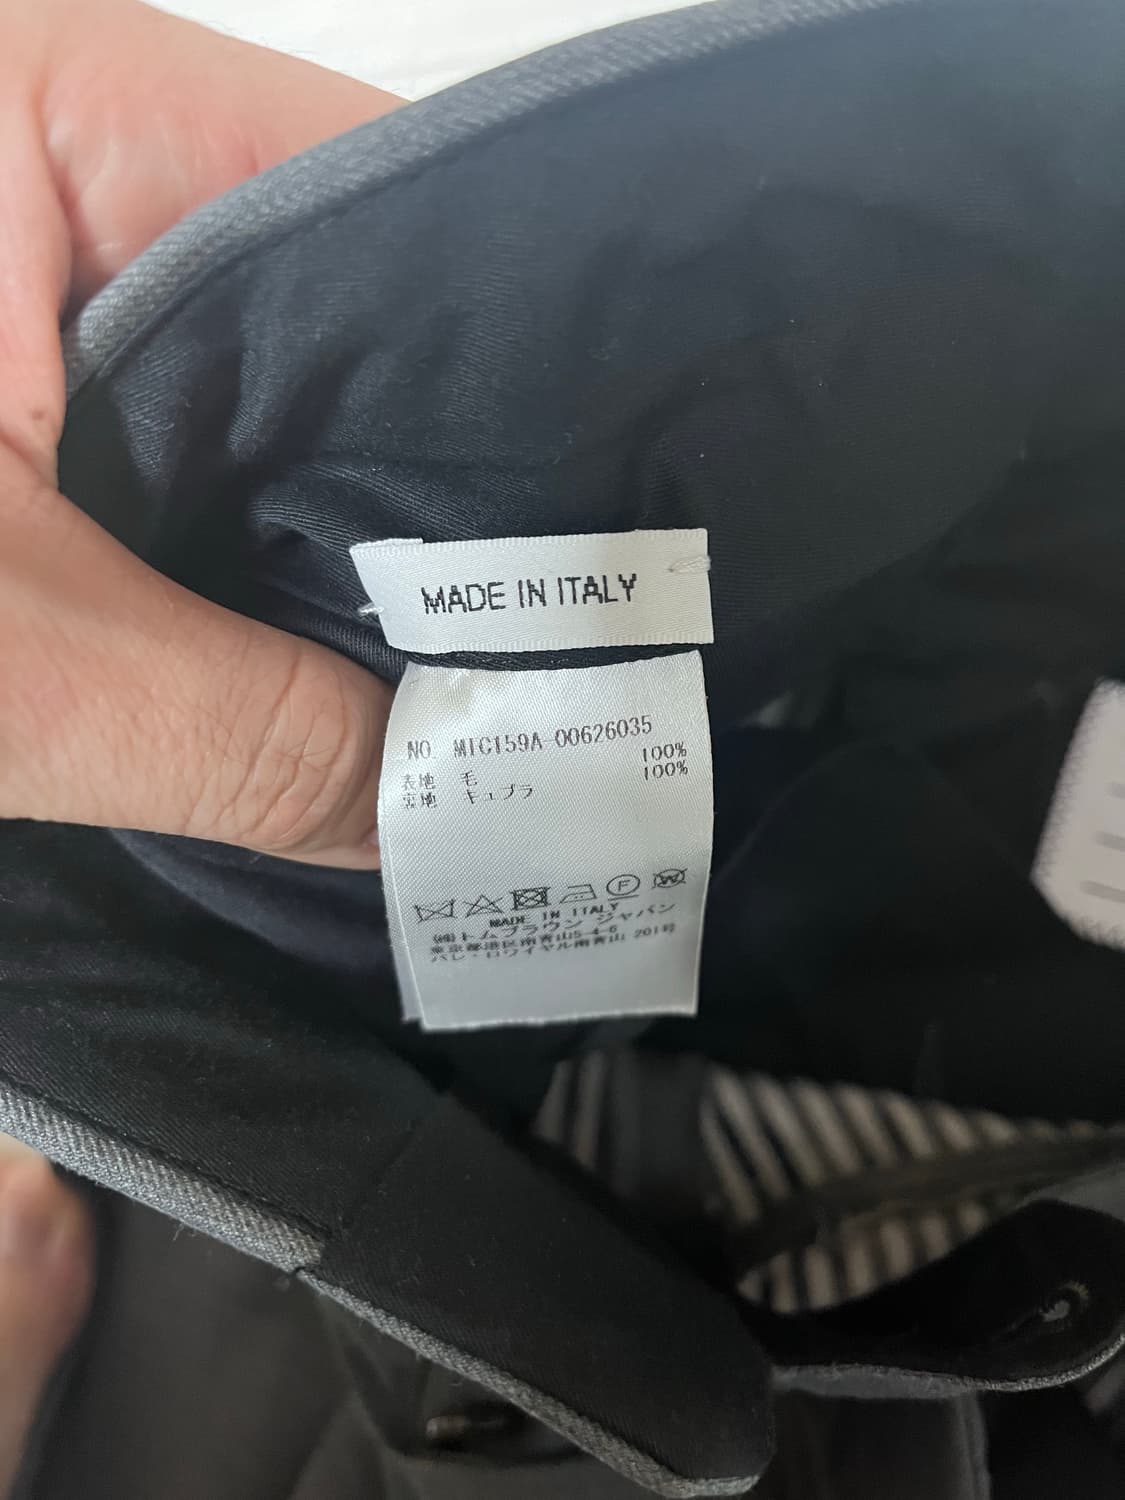 MADE IN ITALY
NO. MTC159A-00626035
表地 毛 100%
裏地 キュプラ 100%
F W
MADE IN ITALY
㈱トムブラウン ジャパン
東京都港区南青山5-4-6
パレ・ロワイヤル南青山 201号